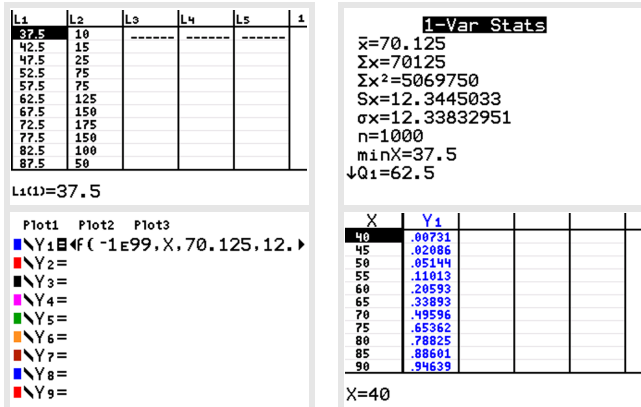 L1 L2 L3 L4 L5 1
37.5 10 ------ ------ ------
42.5 15
47.5 25
52.5 75
57.5 75
62.5 125
67.5 150
72.5 175
77.5 150
82.5 100
87.5 50
L1(1)=37.5
1-Var Stats
x̄=70.125
Σx=70125
Σx²=5069750
Sx=12.3445033
σx=12.33832951
n=1000
minX=37.5
↓Q1=62.5
Plot1 Plot2 Plot3
\Y1=◀f(-1E99,X,70.125,12.▶
\Y2=
\Y3=
\Y4=
\Y5=
\Y6=
\Y7=
\Y8=
\Y9=
X Y1
40 .00731
45 .02086
50 .05144
55 .11013
60 .20593
65 .33893
70 .49596
75 .65362
80 .78825
85 .88601
90 .94639
X=40